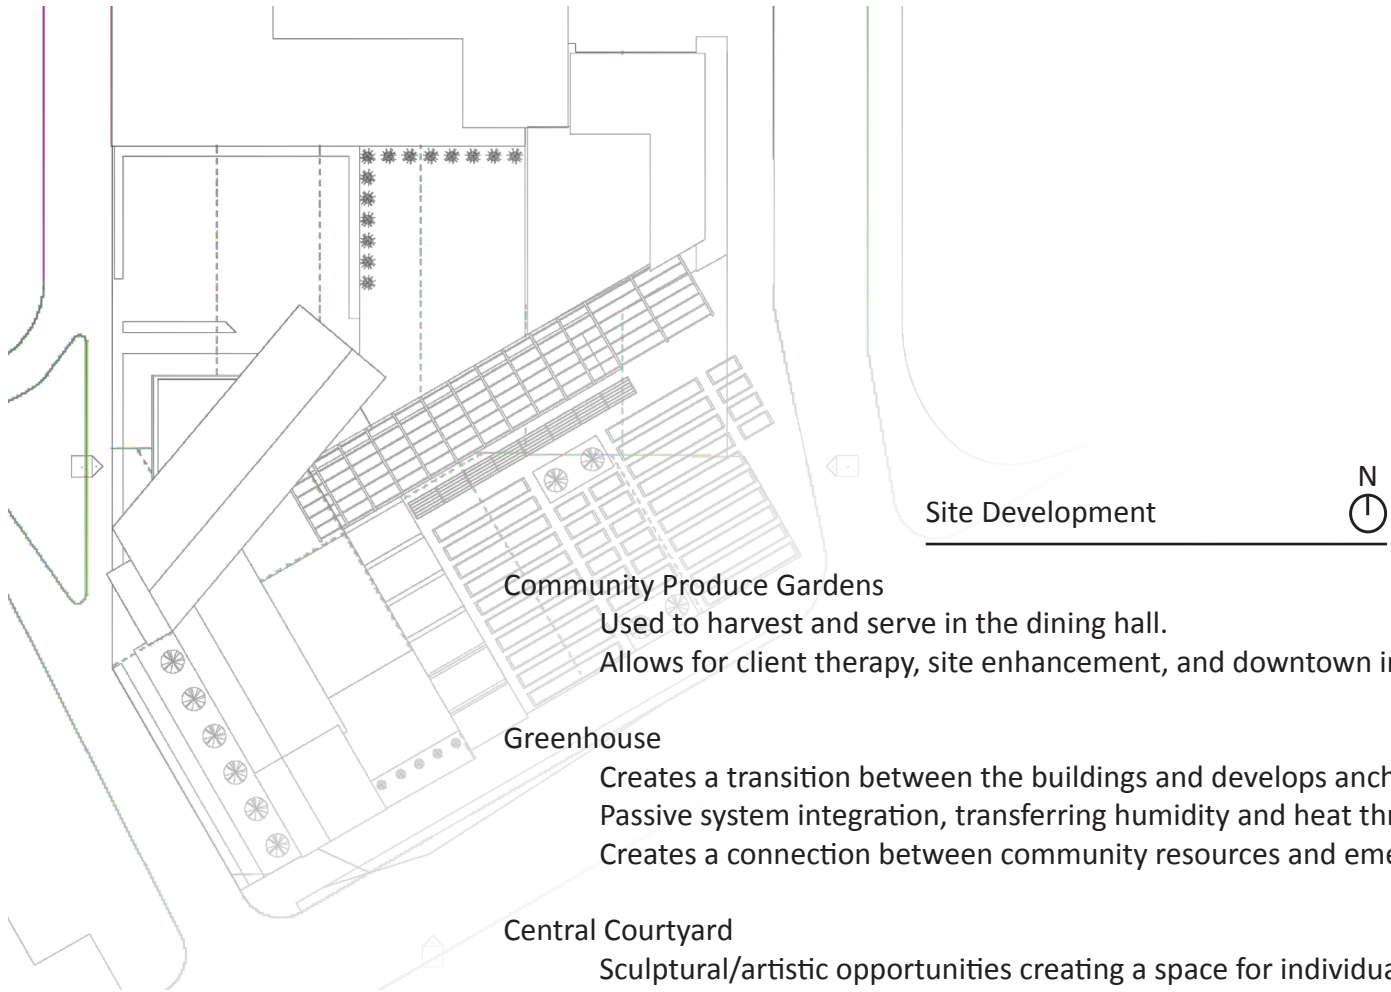 N
Site Development
Community Produce Gardens
Used to harvest and serve in the dining hall.
Allows for client therapy, site enhancement, and downtown
Greenhouse
Creates a transition between the buildings and develops
Passive system integration, transferring humidity and heat
Creates a connection between community resources and
Central Courtyard
Sculptural/artistic opportunities creating a space for